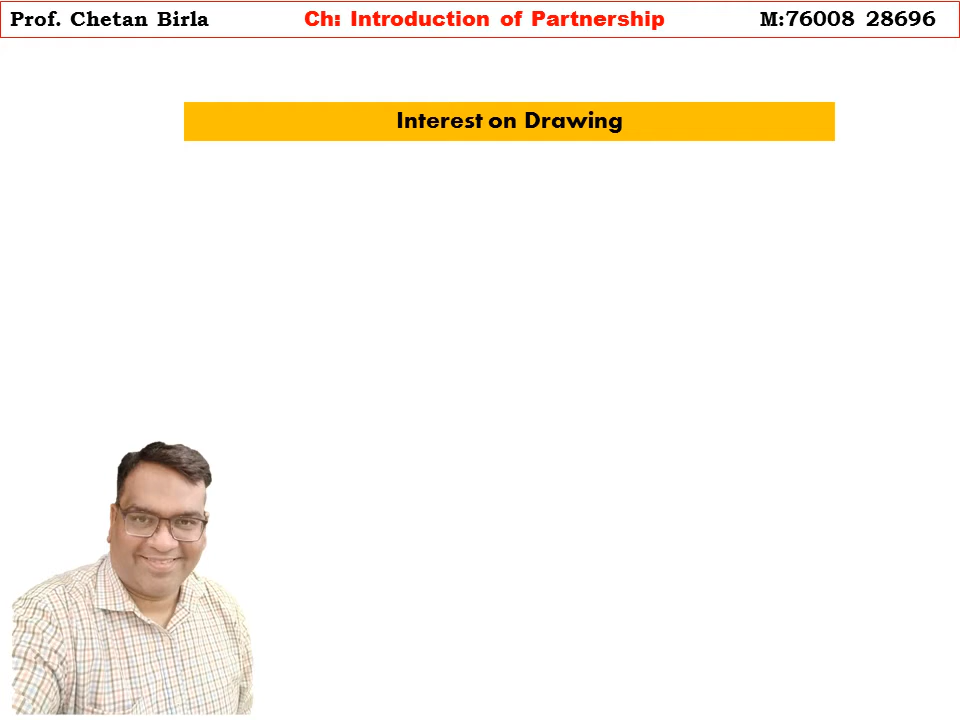 Prof. Chetan Birla Ch: Introduction of Partnership M:76008 28696
Interest on Drawing